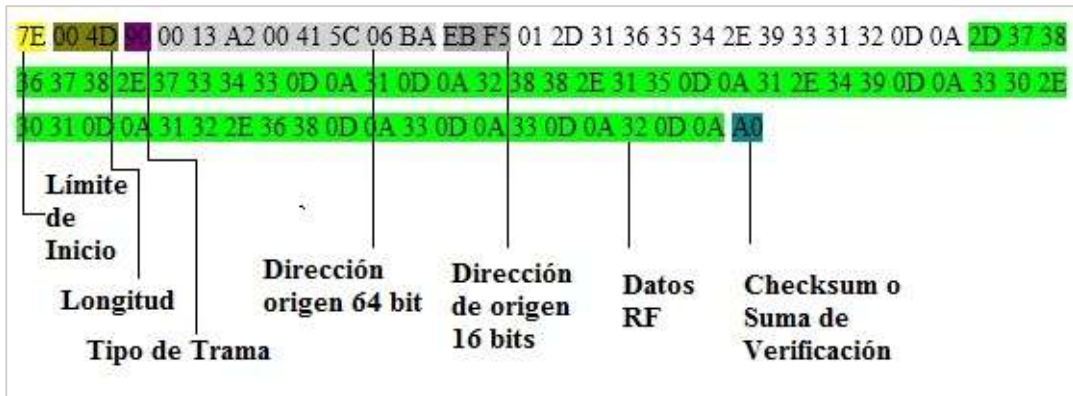 7E 00 4D 90 00 13 A2 00 41 5C 06 BA EB F5 01 2D 31 36 35 34 2E 39 33 31 32 0D 0A 2D 37 38
36 37 38 2E 37 33 34 33 0D 0A 31 0D 0A 32 38 38 2E 31 35 0D 0A 31 2E 34 39 0D 0A 33 30 2E
30 31 0D 0A 31 32 2E 36 38 0D 0A 33 0D 0A 33 0D 0A 32 0D 0A A0
Límite
de
Inicio
Longitud
Tipo de Trama
Dirección
origen 64 bit
Dirección
de origen
16 bits
Datos
RF
Checksum o
Suma de
Verificación